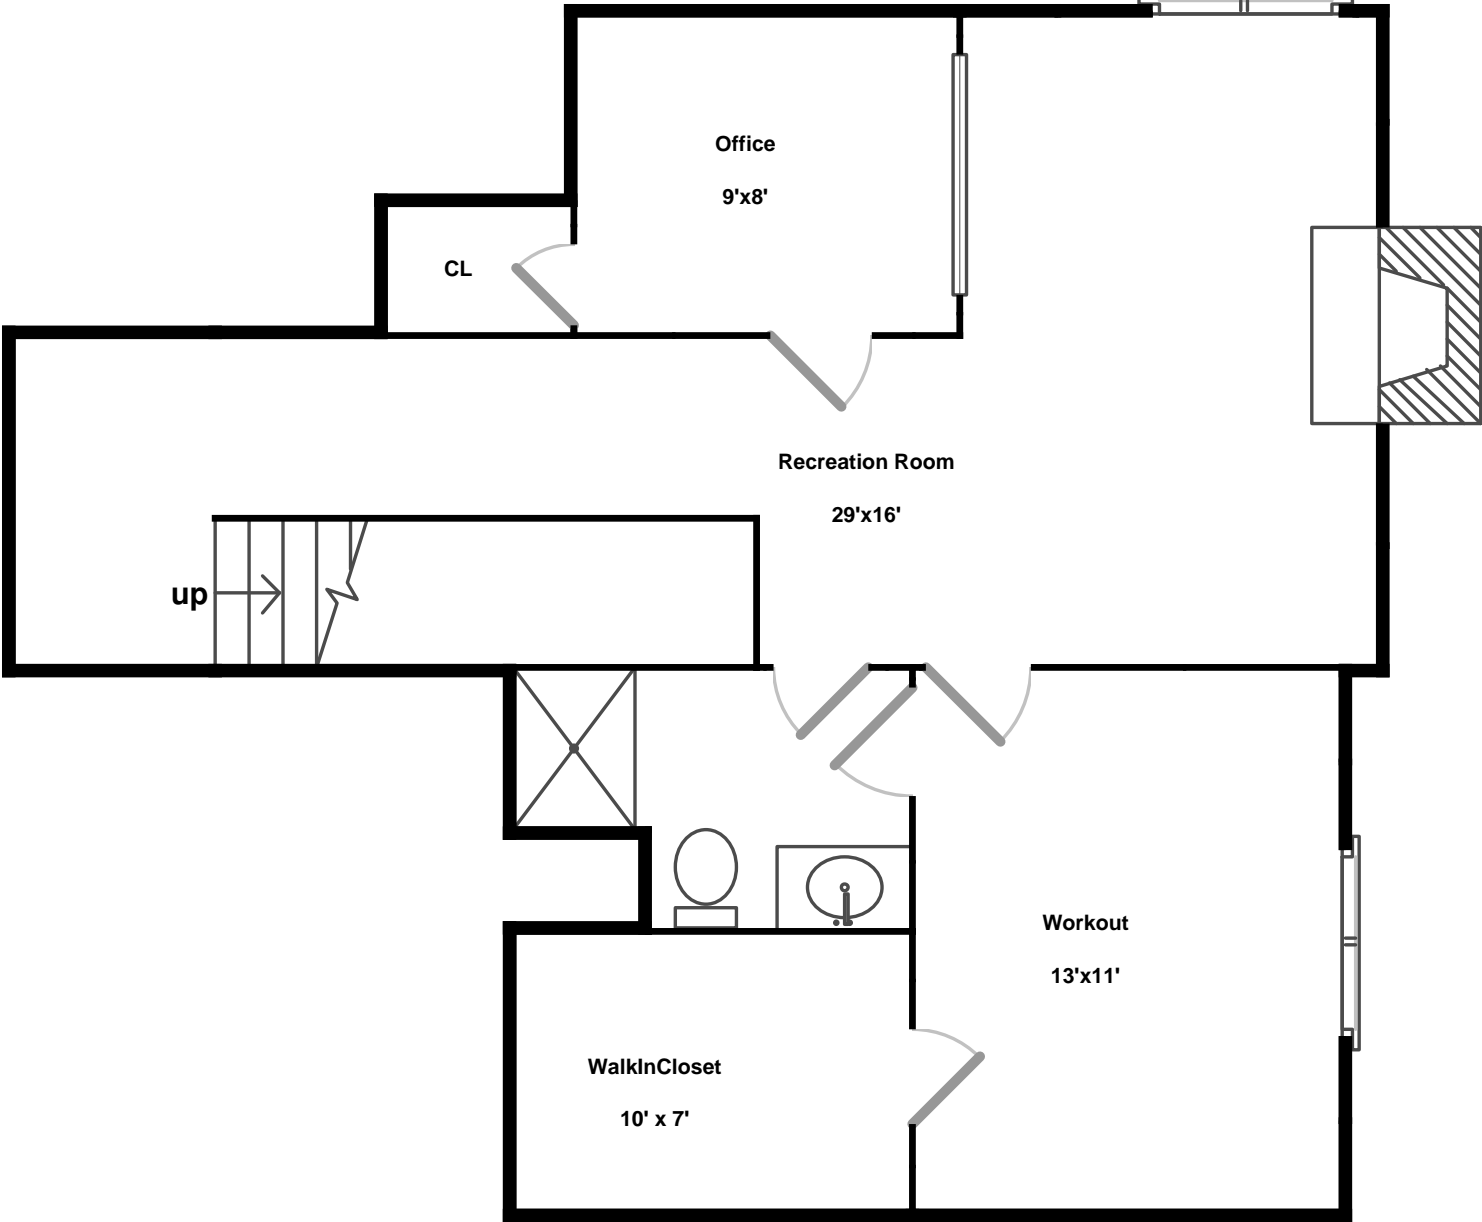 Office
9'x8'
CL
Recreation Room
29'x16'
up
Workout
13'x11'
WalkInCloset
10' x 7'